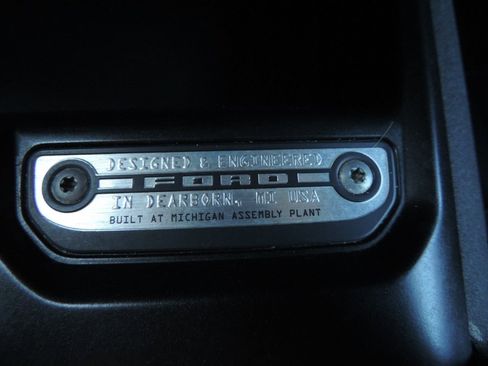 DESIGNED & ENGINEERED
FORD
IN DEARBORN, MI USA
BUILT AT MICHIGAN ASSEMBLY PLANT